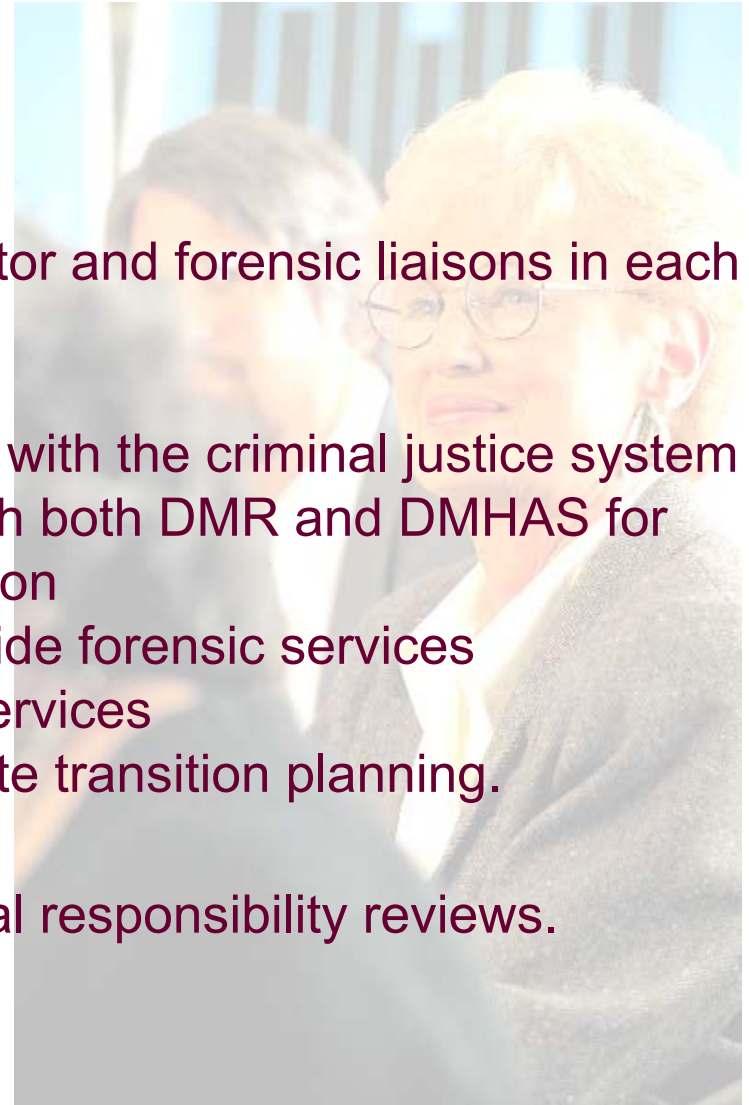 tor and forensic liaisons in each
with the criminal justice system
h both DMR and DMHAS for
on
ide forensic services
ervices
te transition planning.
al responsibility reviews.